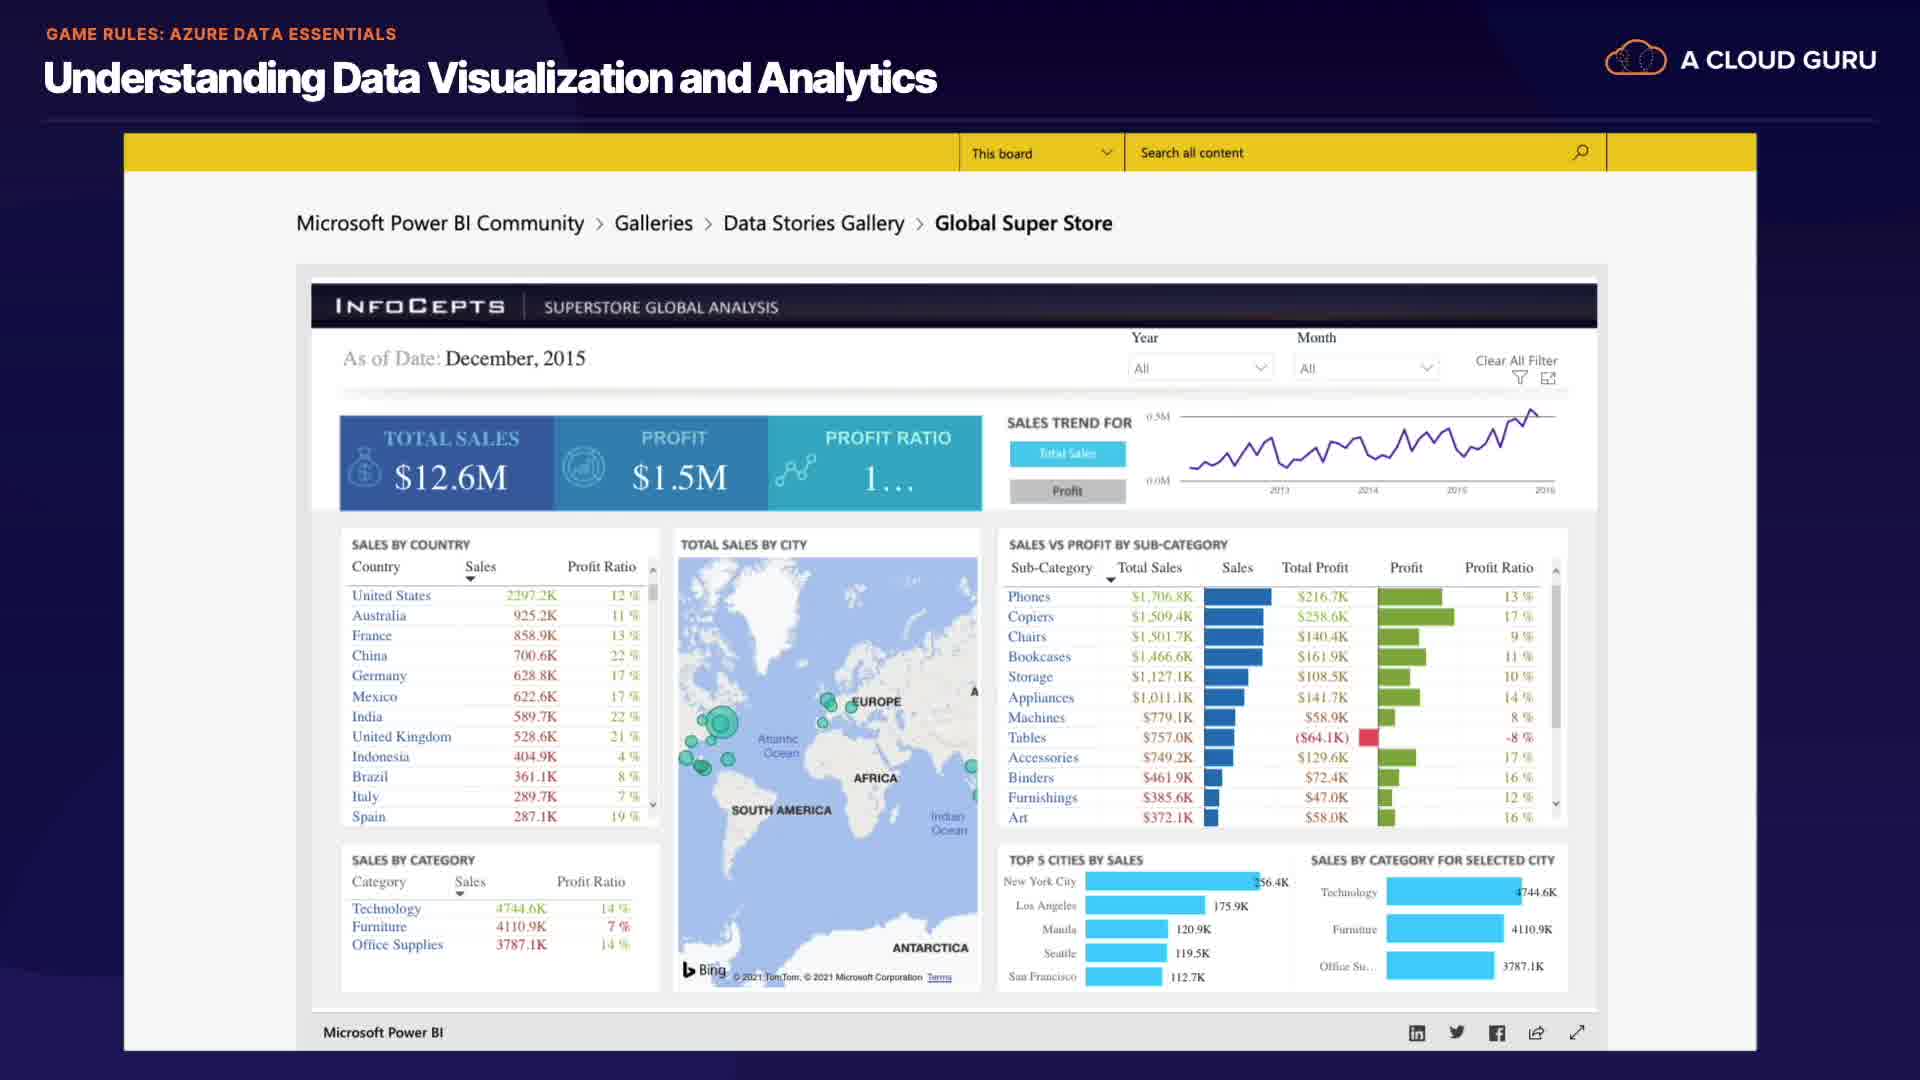 GAME RULES: AZURE DATA ESSENTIALS
Understanding Data Visualization and Analytics
A CLOUD GURU
This board
Search all content
Microsoft Power BI Community > Galleries > Data Stories Gallery > Global Super Store
INFOCEPTS SUPERSTORE GLOBAL ANALYSIS
As of Date: December, 2015
Year
All
Month
All
Clear All Filter
TOTAL SALES
$12.6M
PROFIT
$1.5M
PROFIT RATIO
1...
SALES TREND FOR
Total Sales
Profit
0.5M
0.0M
2013 2014 2015 2016
SALES BY COUNTRY
Country Sales Profit Ratio
United States 2297.2K 12 %
Australia 925.2K 11 %
France 858.9K 13 %
China 700.6K 22 %
Germany 628.8K 17 %
Mexico 622.6K 17 %
India 589.7K 22 %
United Kingdom 528.6K 21 %
Indonesia 404.9K 4 %
Brazil 361.1K 8 %
Italy 289.7K 7 %
Spain 287.1K 19 %
SALES BY CATEGORY
Category Sales Profit Ratio
Technology 4744.6K 14 %
Furniture 4110.9K 7 %
Office Supplies 3787.1K 14 %
TOTAL SALES BY CITY
EUROPE
A
Atlantic
Ocean
AFRICA
SOUTH AMERICA
Indian
Ocean
ANTARCTICA
Bing © 2021 TomTom, © 2021 Microsoft Corporation Terms
SALES VS PROFIT BY SUB-CATEGORY
Sub-Category Total Sales Sales Total Profit Profit Profit Ratio
Phones $1,706.8K $216.7K 13 %
Copiers $1,509.4K $258.6K 17 %
Chairs $1,501.7K $140.4K 9 %
Bookcases $1,466.6K $161.9K 11 %
Storage $1,127.1K $108.5K 10 %
Appliances $1,011.1K $141.7K 14 %
Machines $779.1K $58.9K 8 %
Tables $757.0K ($64.1K) -8 %
Accessories $749.2K $129.6K 17 %
Binders $461.9K $72.4K 16 %
Furnishings $385.6K $47.0K 12 %
Art $372.1K $58.0K 16 %
TOP 5 CITIES BY SALES
New York City 256.4K
Los Angeles 175.9K
Manila 120.9K
Seattle 119.5K
San Francisco 112.7K
SALES BY CATEGORY FOR SELECTED CITY
Technology 4744.6K
Furniture 4110.9K
Office Su... 3787.1K
Microsoft Power BI